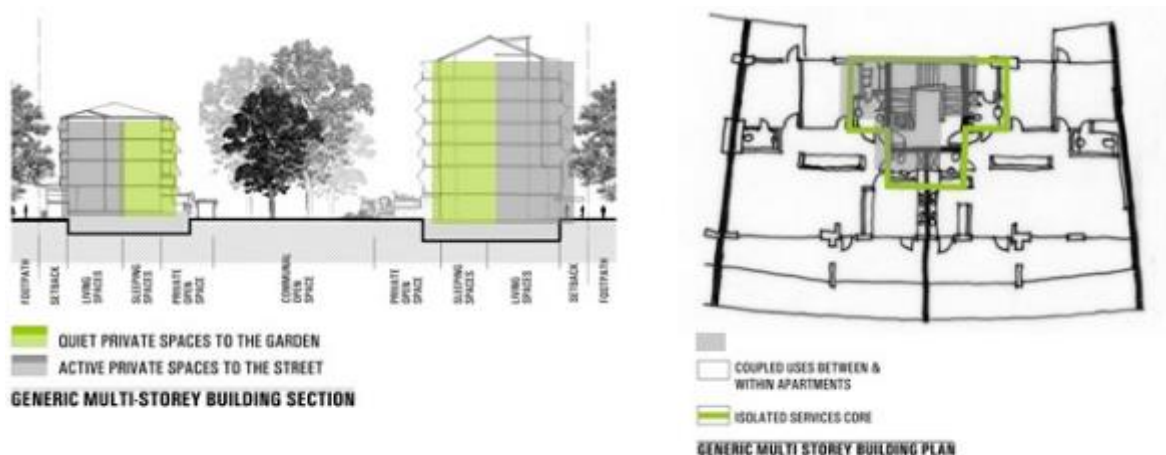 FOOTPATH
SETBACK
LIVING
SPACES
SLEEPING
SPACES
PRIVATE
OPEN
SPACE
COMMUNAL
OPEN
SPACE
PRIVATE
OPEN
SPACE
SLEEPING
SPACES
LIVING
SPACES
SETBACK
FOOTPATH
QUIET PRIVATE SPACES TO THE GARDEN
ACTIVE PRIVATE SPACES TO THE STREET
GENERIC MULTI-STOREY BUILDING SECTION
COUPLED USES BETWEEN &
WITHIN APARTMENTS
ISOLATED SERVICES CORE
GENERIC MULTI STOREY BUILDING PLAN